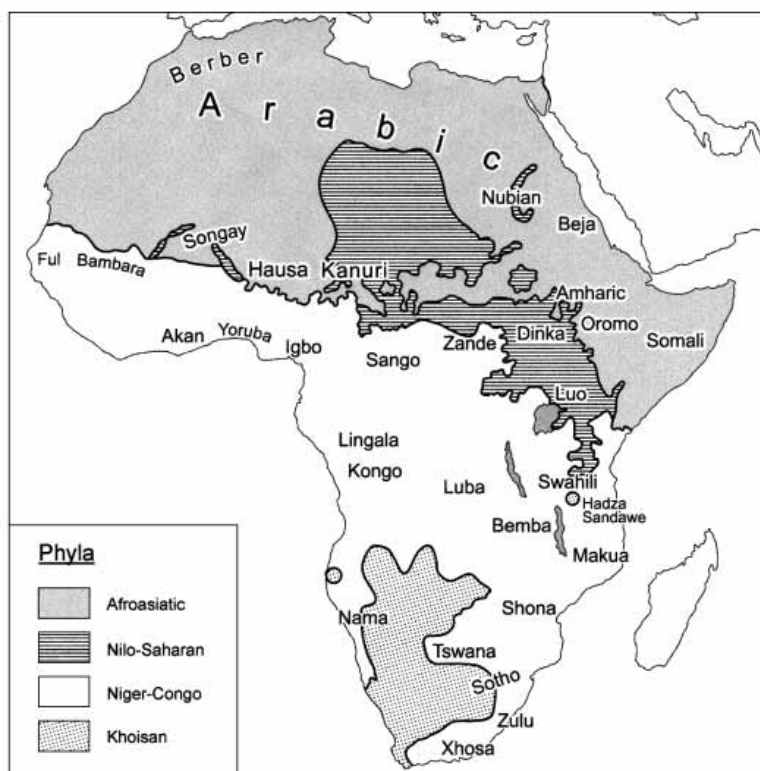 Berber
Arabic
Nubian
Beja
Songay
Ful Bambara
Hausa Kanuri
Amharic
Oromo
Akan Yoruba
Igbo
Sango
Zande
Dinka
Somali
Luo
Lingala
Kongo
Luba
Swahili
Hadza
Sandawe
Bemba
Makua
Phyla
Afroasiatic
Nilo-Saharan
Niger-Congo
Khoisan
Nama
Shona
Tswana
Sotho
Zulu
Xhosa